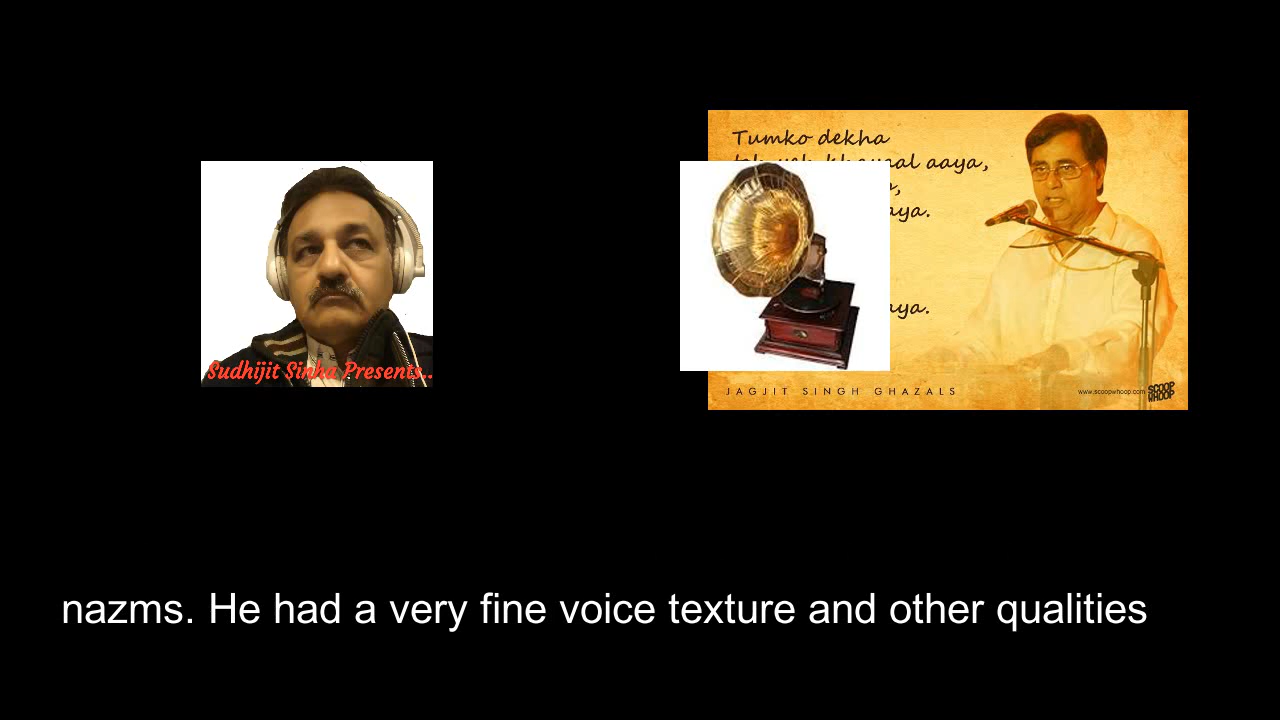 Tumko dekha
aaya,
aya.
aya.
Sudhijit Sinha Presents..
JAGJIT SINGH GHAZALS
www.scoopwhoop.com
SCOOP
WHOOP
nazms. He had a very fine voice texture and other qualities